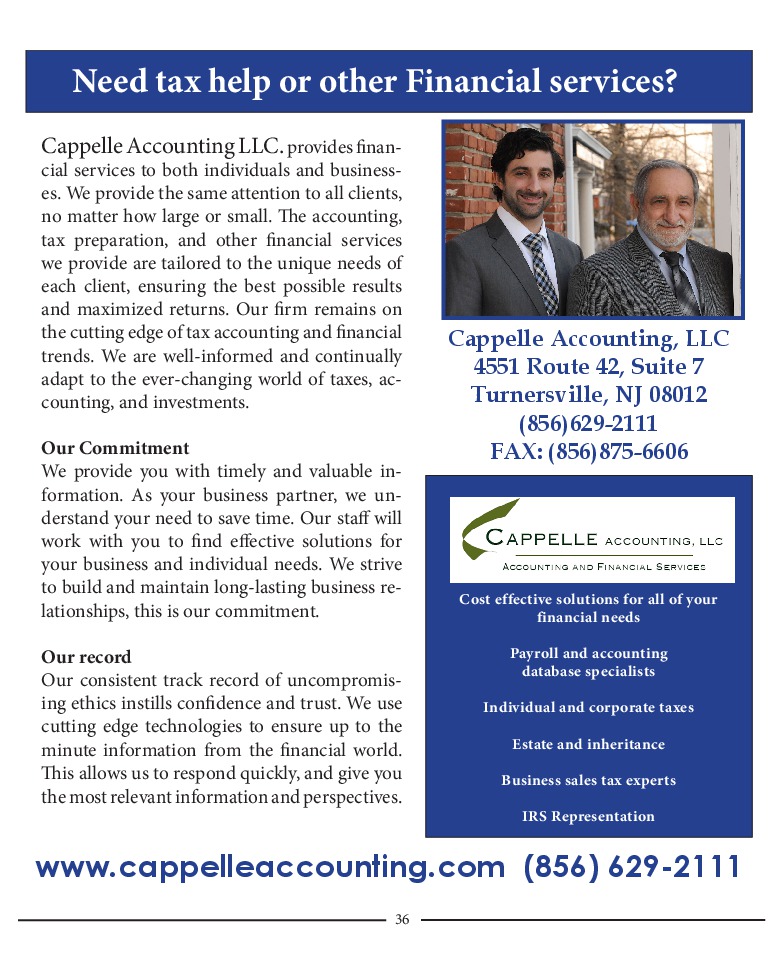 Need tax help or other Financial services?
Cappelle Accounting LLC. provides finan-
cial services to both individuals and business-
es. We provide the same attention to all clients,
no matter how large or small. The accounting,
tax preparation, and other financial services
we provide are tailored to the unique needs of
each client, ensuring the best possible results
and maximized returns. Our firm remains on
the cutting edge of tax accounting and financial
trends. We are well-informed and continually
adapt to the ever-changing world of taxes, ac-
counting, and investments.
Our Commitment
We provide you with timely and valuable in-
formation. As your business partner, we un-
derstand your need to save time. Our staff will
work with you to find effective solutions for
your business and individual needs. We strive
to build and maintain long-lasting business re-
lationships, this is our commitment.
Our record
Our consistent track record of uncompromis-
ing ethics instills confidence and trust. We use
cutting edge technologies to ensure up to the
minute information from the financial world.
This allows us to respond quickly, and give you
the most relevant information and perspectives.
Cappelle Accounting, LLC
4551 Route 42, Suite 7
Turnersville, NJ 08012
(856)629-2111
FAX: (856)875-6606
CAPPELLE ACCOUNTING, LLC
ACCOUNTING AND FINANCIAL SERVICES
Cost effective solutions for all of your
financial needs
Payroll and accounting
database specialists
Individual and corporate taxes
Estate and inheritance
Business sales tax experts
IRS Representation
www.cappelleaccounting.com (856) 629-2111
36